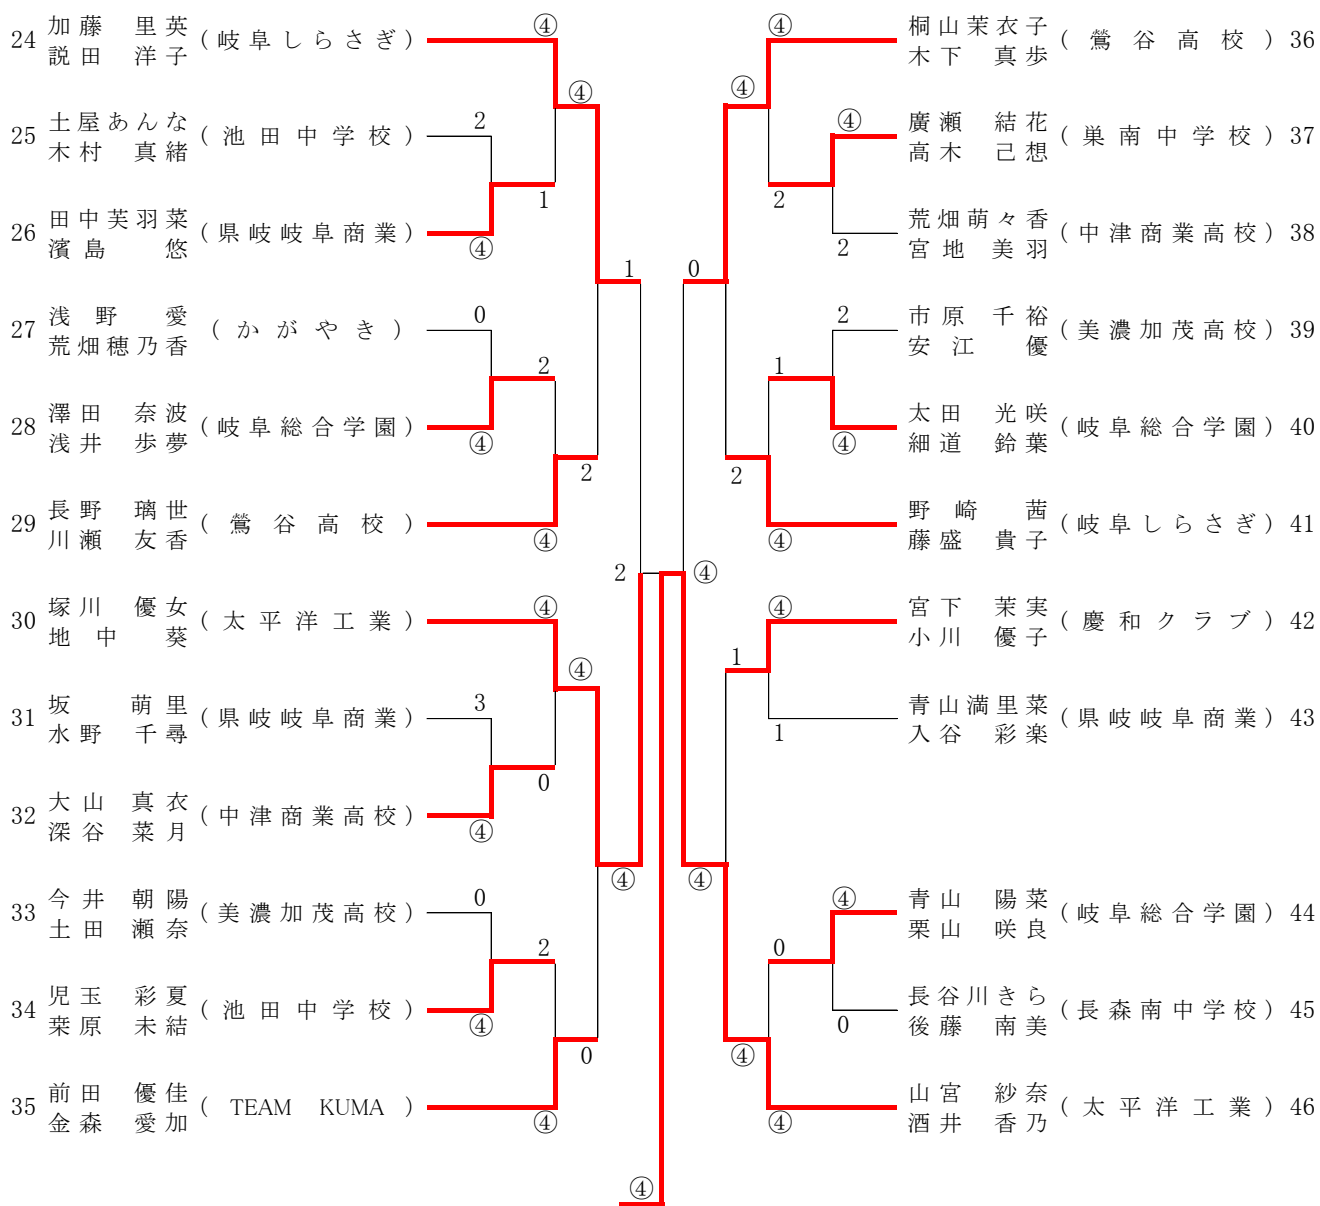 24 加藤 里英 (岐阜しらさぎ) ④
説田 洋子
④
25 土屋あんな (池田中学校) 2
木村 真緒
1
26 田中芙羽菜 (県岐岐阜商業) ④
濱島 悠
1
27 浅野 愛 (かがやき) 0
荒畑穂乃香
2
28 澤田 奈波 (岐阜総合学園) ④
浅井 歩夢
2
29 長野 璃世 (鶯谷高校) ④
川瀬 友香
2
30 塚川 優女 (太平洋工業) ④
地中 葵
④
31 坂 萌里 (県岐岐阜商業) 3
水野 千尋
0
32 大山 真衣 (中津商業高校) ④
深谷 菜月
④
33 今井 朝陽 (美濃加茂高校) 0
土田 瀬奈
2
34 児玉 彩夏 (池田中学校) ④
桒原 未結
0
35 前田 優佳 (TEAM KUMA) ④
金森 愛加
④ 桐山茉衣子 (鶯谷高校) 36
木下 真歩
④
④ 廣瀬 結花 (巣南中学校) 37
高木 己想
2
2 荒畑萌々香 (中津商業高校) 38
宮地 美羽
0
2 市原 千裕 (美濃加茂高校) 39
安江 優
1
④ 太田 光咲 (岐阜総合学園) 40
細道 鈴葉
2
④ 野崎 茜 (岐阜しらさぎ) 41
藤盛 貴子
④
④ 宮下 茉実 (慶和クラブ) 42
小川 優子
1
1 青山満里菜 (県岐岐阜商業) 43
入谷 彩楽
④
④ 青山 陽菜 (岐阜総合学園) 44
栗山 咲良
0
0 長谷川きら (長森南中学校) 45
後藤 南美
④
④ 山宮 紗奈 (太平洋工業) 46
酒井 香乃
④